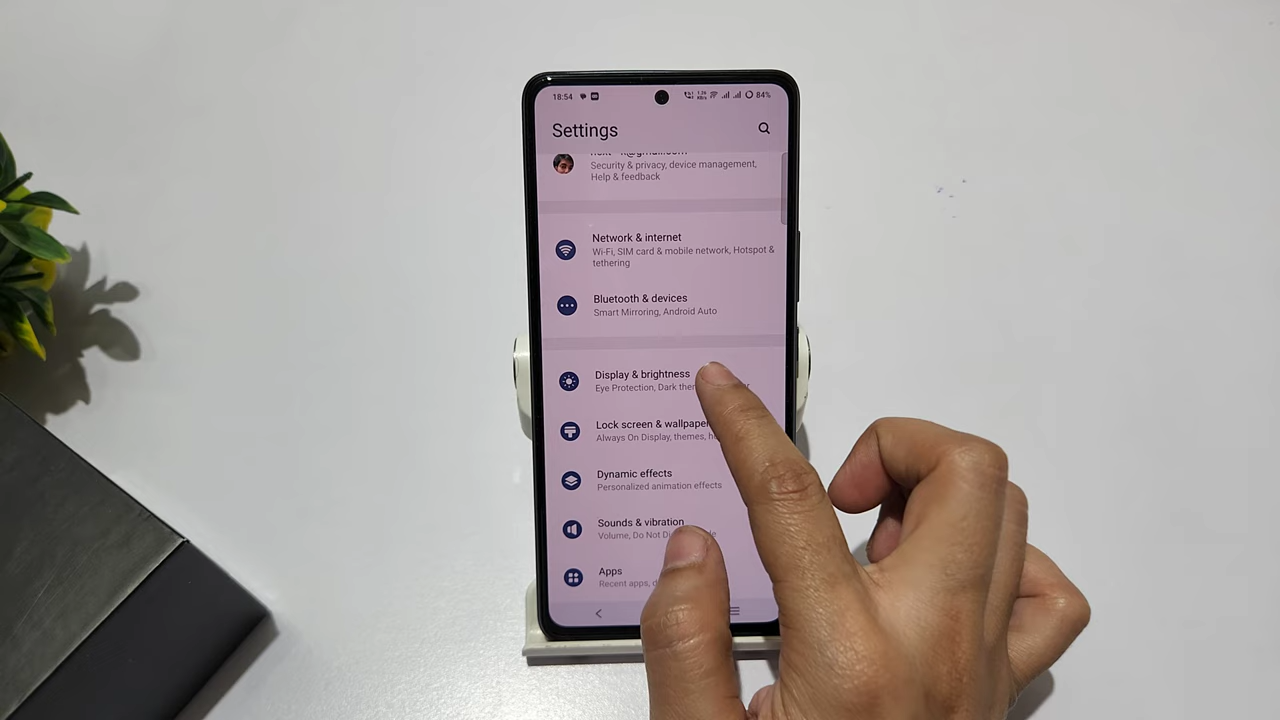 18:54
84%
Settings
Security & privacy, device management,
Help & feedback
Network & internet
Wi-Fi, SIM card & mobile network, Hotspot &
tethering
Bluetooth & devices
Smart Mirroring, Android Auto
Display & brightness
Eye Protection, Dark
Lock screen & wallpaper
Always On Display, themes,
Dynamic effects
Personalized animation effects
Sounds & vibration
Volume, Do Not
Apps
Recent apps,